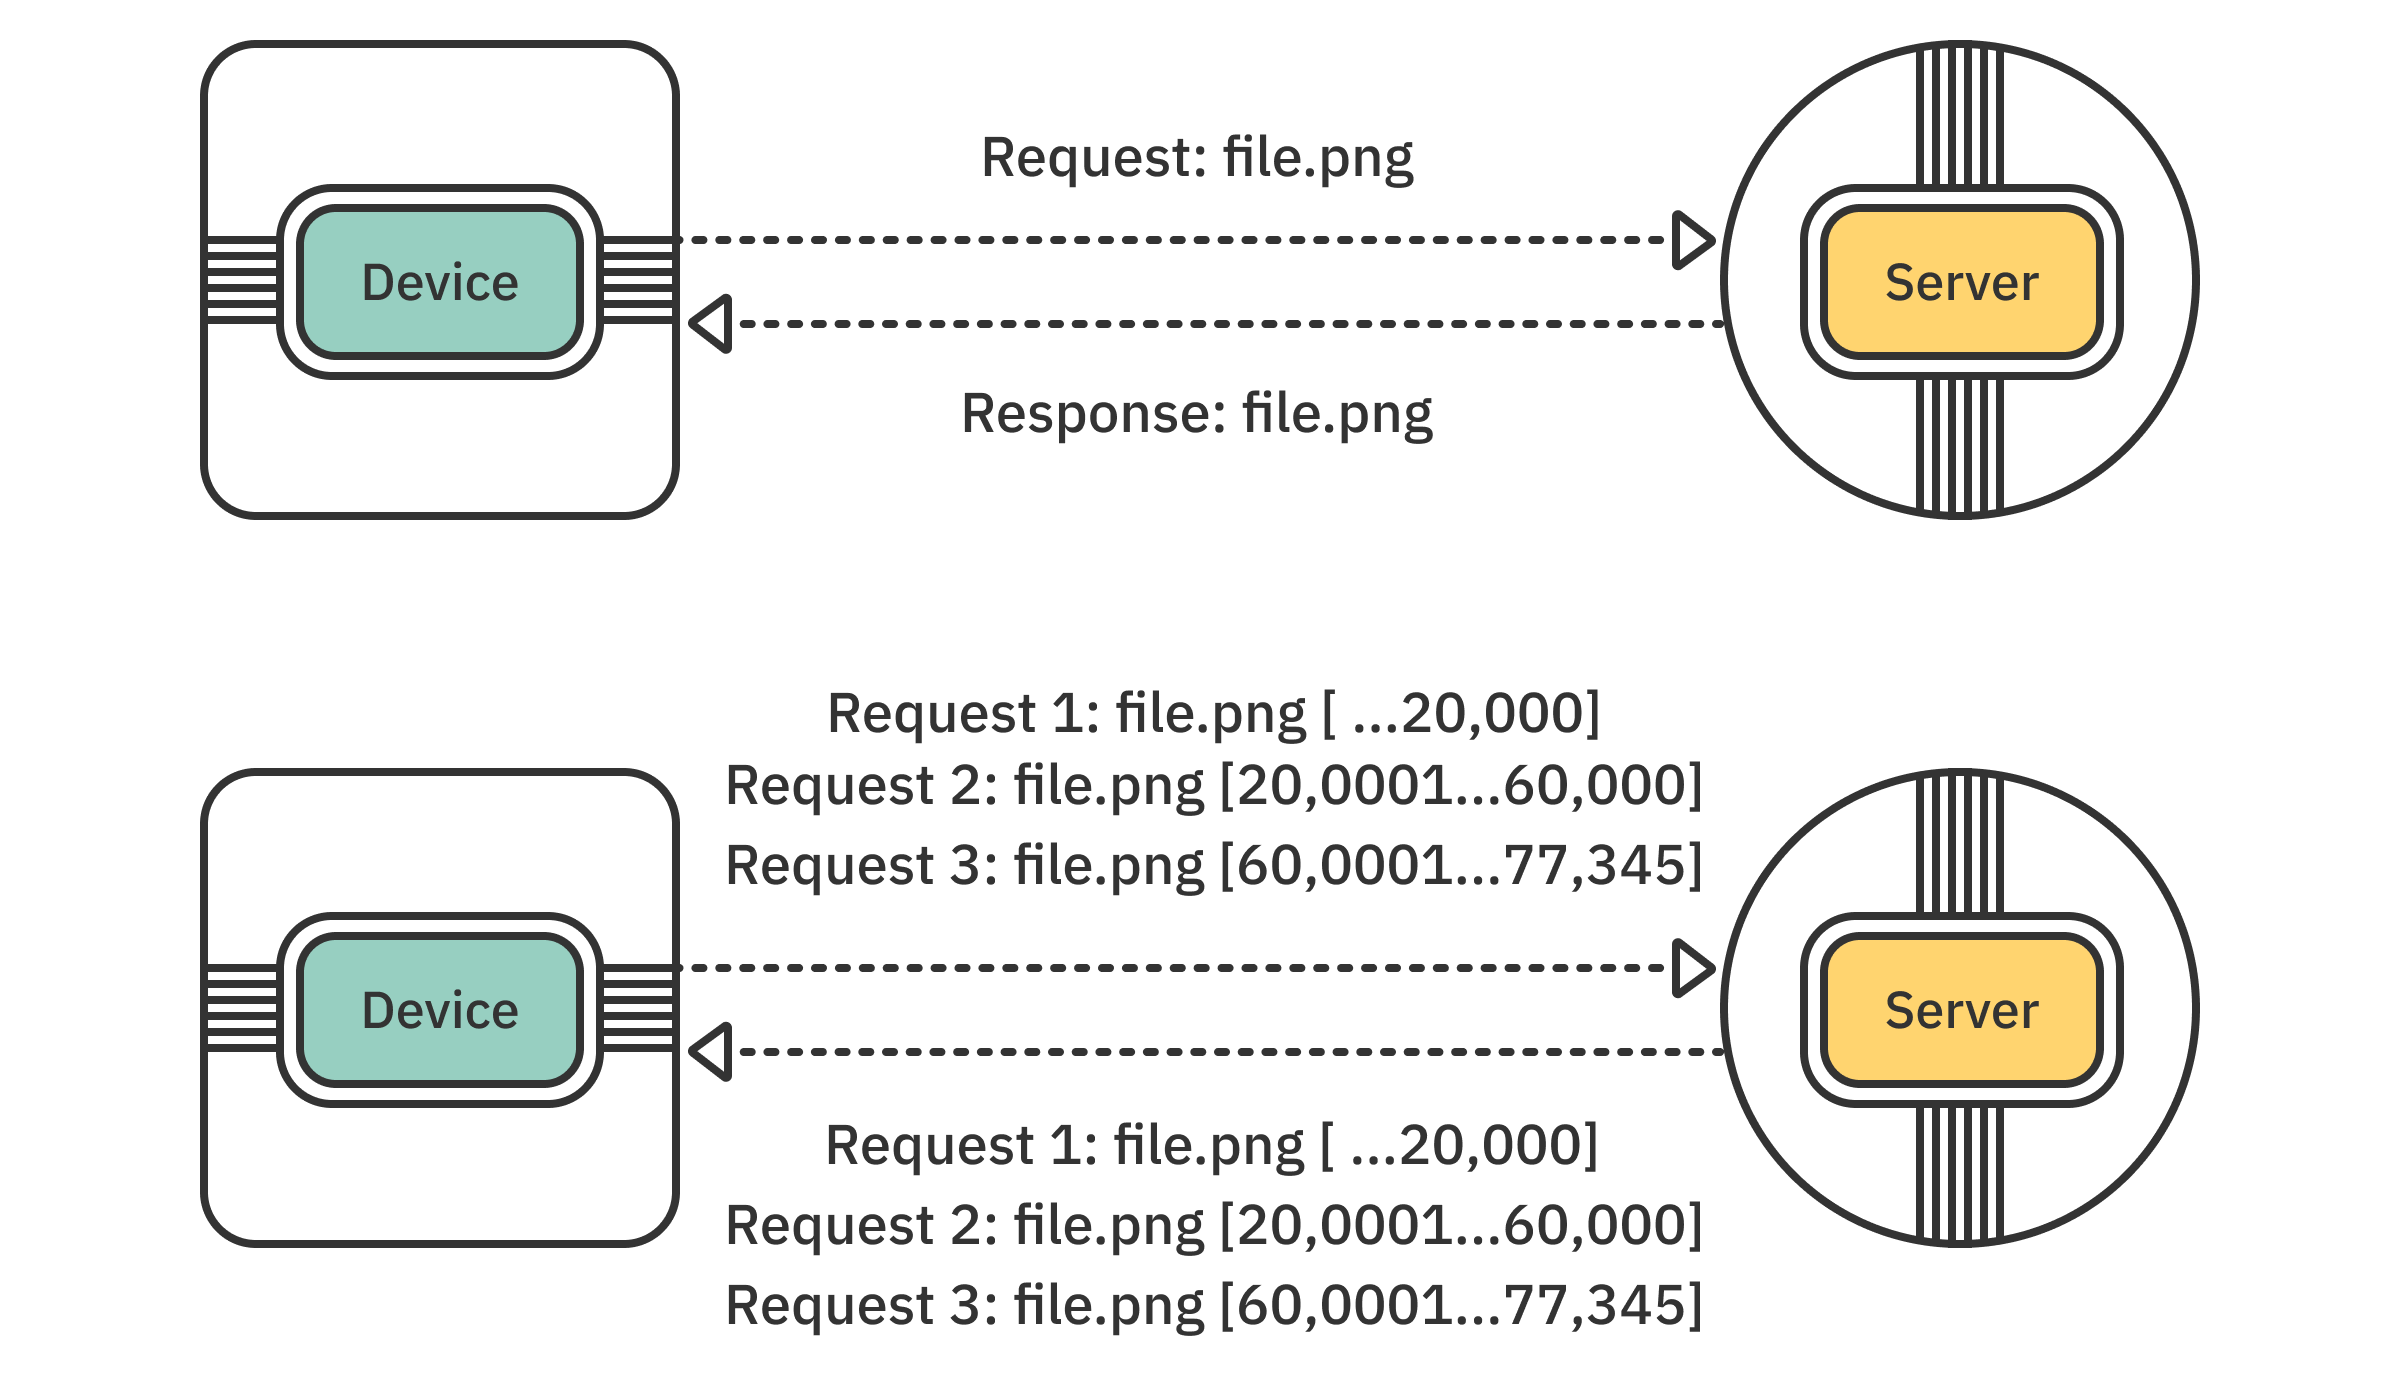 Request: file.png
Device
Server
Response: file.png
Request 1: file.png [ ...20,000]
Request 2: file.png [20,0001...60,000]
Request 3: file.png [60,0001...77,345]
Device
Server
Request 1: file.png [ ...20,000]
Request 2: file.png [20,0001...60,000]
Request 3: file.png [60,0001...77,345]